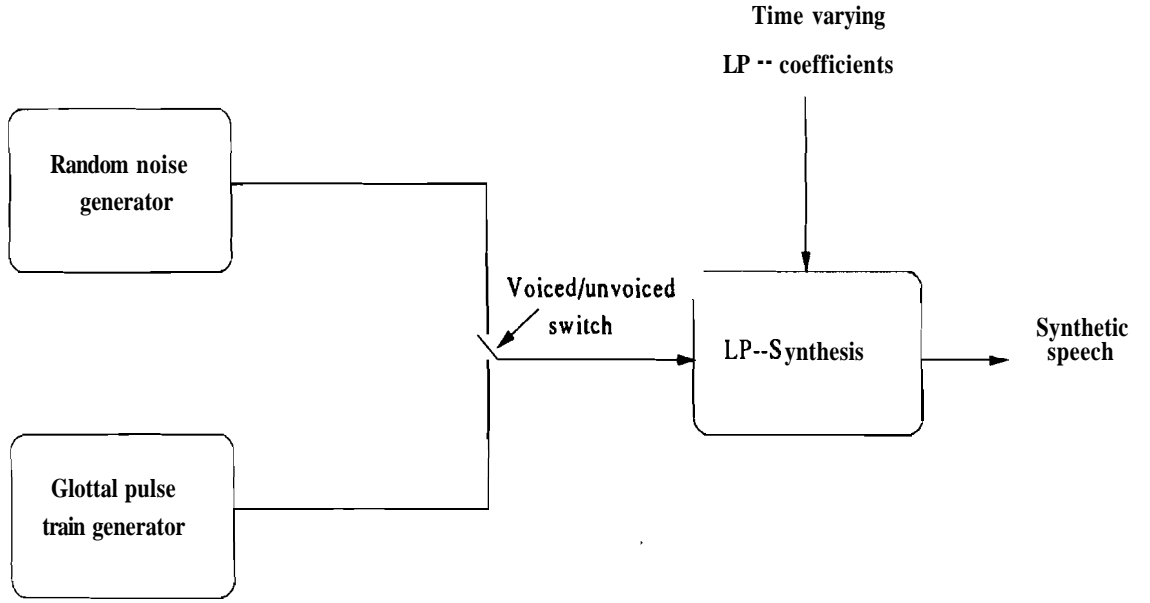 Time varying
LP -- coefficients
Random noise
generator
Voiced/unvoiced
switch
LP--Synthesis
Synthetic
speech
Glottal pulse
train generator